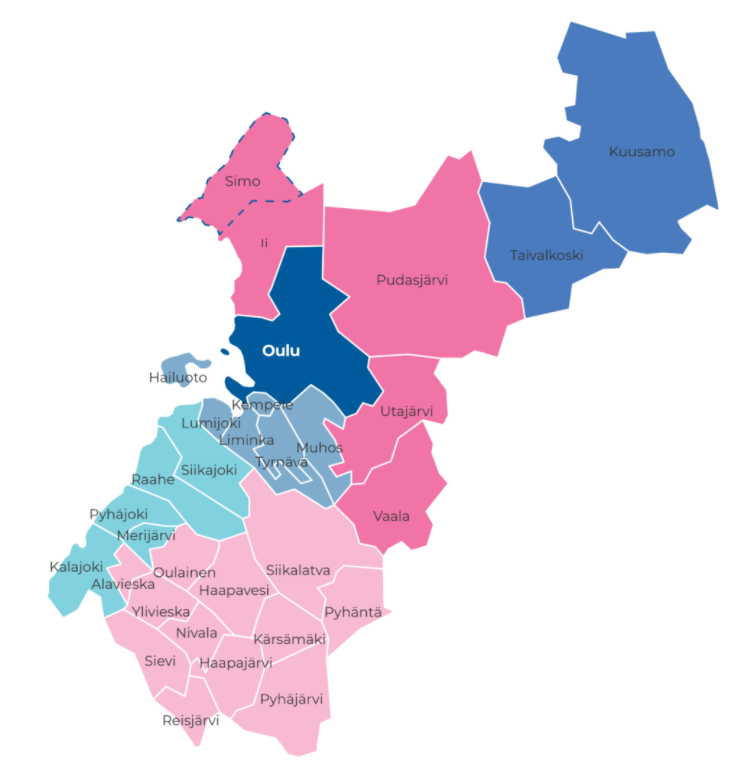 Kuusamo
Simo
Ii
Taivalkoski
Pudasjärvi
Oulu
Hailuoto
Kempele
Utajärvi
Lumijoki
Liminka
Muhos
Tyrnävä
Siikajoki
Raahe
Pyhäjoki
Vaala
Merijärvi
Kalajoki
Siikalatva
Oulainen
Alavieska
Haapavesi
Ylivieska
Pyhäntä
Nivala
Kärsämäki
Sievi
Haapajärvi
Pyhäjärvi
Reisjärvi